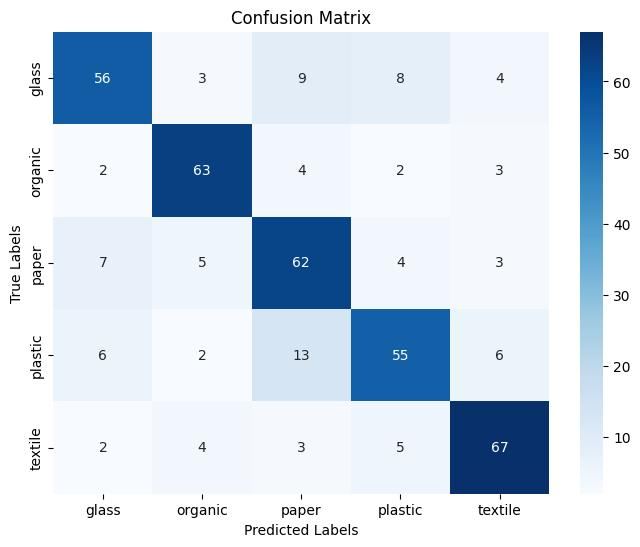 Confusion Matrix
glass 56 3 9 8 4
organic 2 63 4 2 3
paper 7 5 62 4 3
plastic 6 2 13 55 6
textile 2 4 3 5 67
glass organic paper plastic textile
True Labels
Predicted Labels
60
50
40
30
20
10